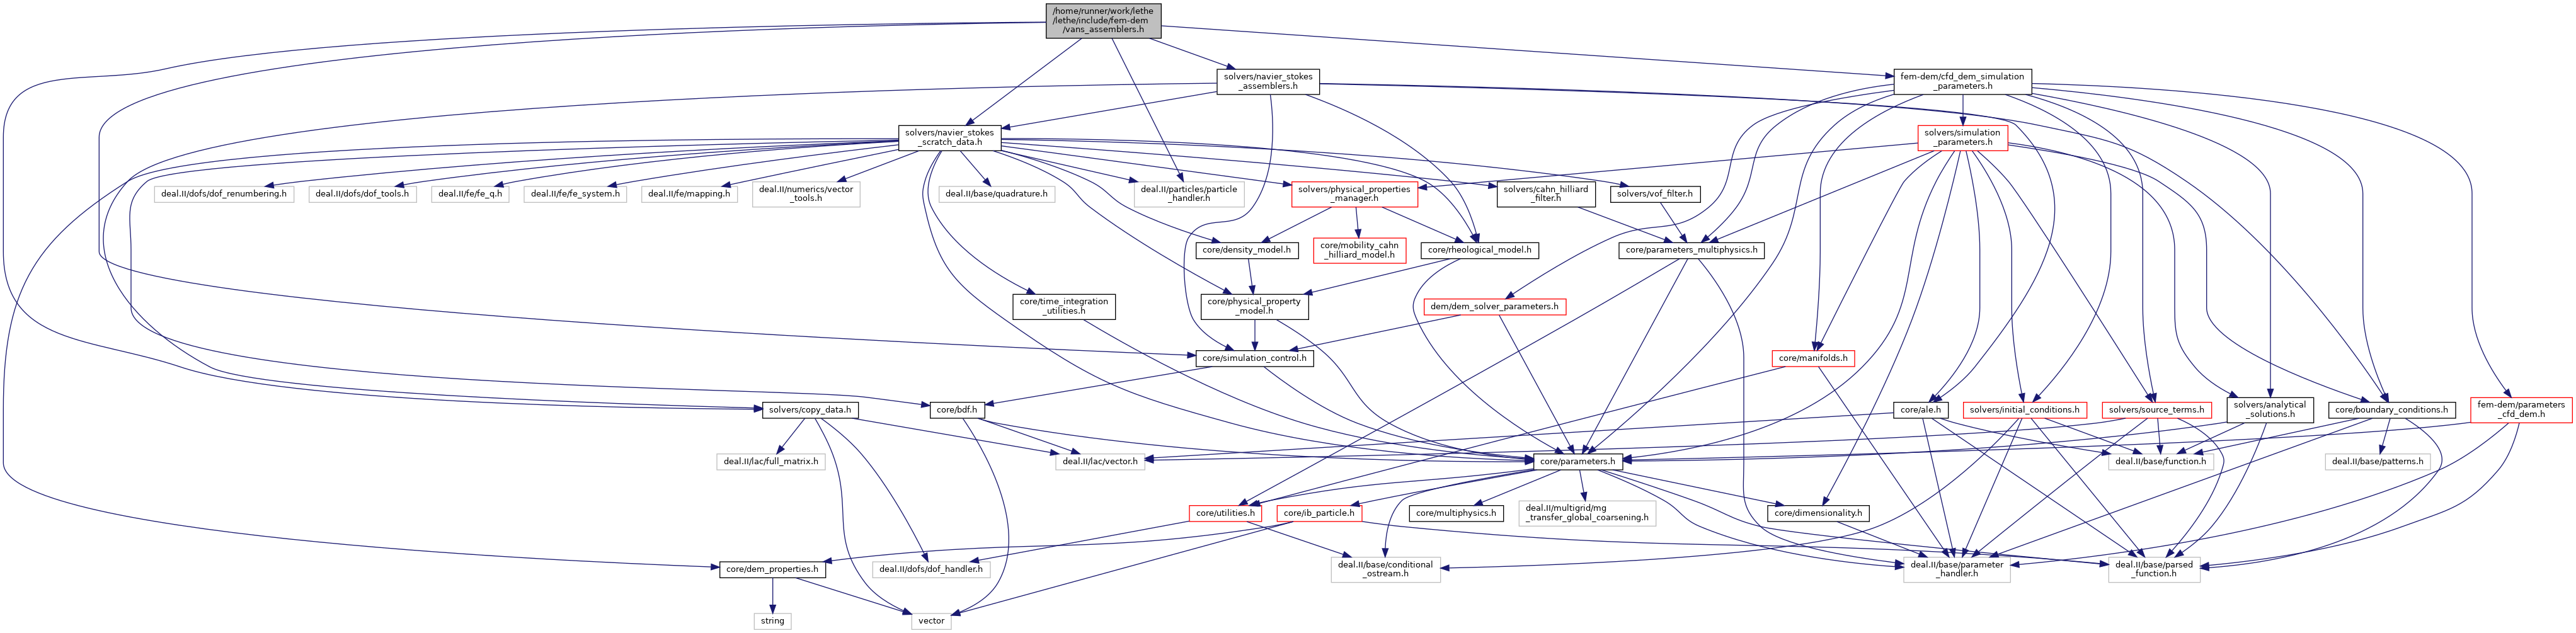 /home/runner/work/lethe
/lethe/include/fem-dem
/vans_assemblers.h
solvers/navier_stokes
_assemblers.h
fem-dem/cfd_dem_simulation
_parameters.h
solvers/navier_stokes
_scratch_data.h
solvers/simulation
_parameters.h
deal.II/dofs/dof_renumbering.h
deal.II/dofs/dof_tools.h
deal.II/fe/fe_q.h
deal.II/fe/fe_system.h
deal.II/fe/mapping.h
deal.II/numerics/vector
_tools.h
deal.II/base/quadrature.h
deal.II/particles/particle
_handler.h
solvers/physical_properties
_manager.h
solvers/cahn_hilliard
_filter.h
solvers/vof_filter.h
core/density_model.h
core/mobility_cahn
_hilliard_model.h
core/rheological_model.h
core/parameters_multiphysics.h
core/time_integration
_utilities.h
core/physical_property
_model.h
dem/dem_solver_parameters.h
core/simulation_control.h
core/manifolds.h
solvers/copy_data.h
core/bdf.h
core/ale.h
solvers/initial_conditions.h
solvers/source_terms.h
solvers/analytical
_solutions.h
core/boundary_conditions.h
fem-dem/parameters
_cfd_dem.h
deal.II/lac/full_matrix.h
deal.II/lac/vector.h
core/parameters.h
deal.II/base/function.h
deal.II/base/patterns.h
core/utilities.h
core/ib_particle.h
core/multiphysics.h
deal.II/multigrid/mg
_transfer_global_coarsening.h
core/dimensionality.h
core/dem_properties.h
deal.II/dofs/dof_handler.h
deal.II/base/conditional
_ostream.h
deal.II/base/parameter
_handler.h
deal.II/base/parsed
_function.h
string
vector